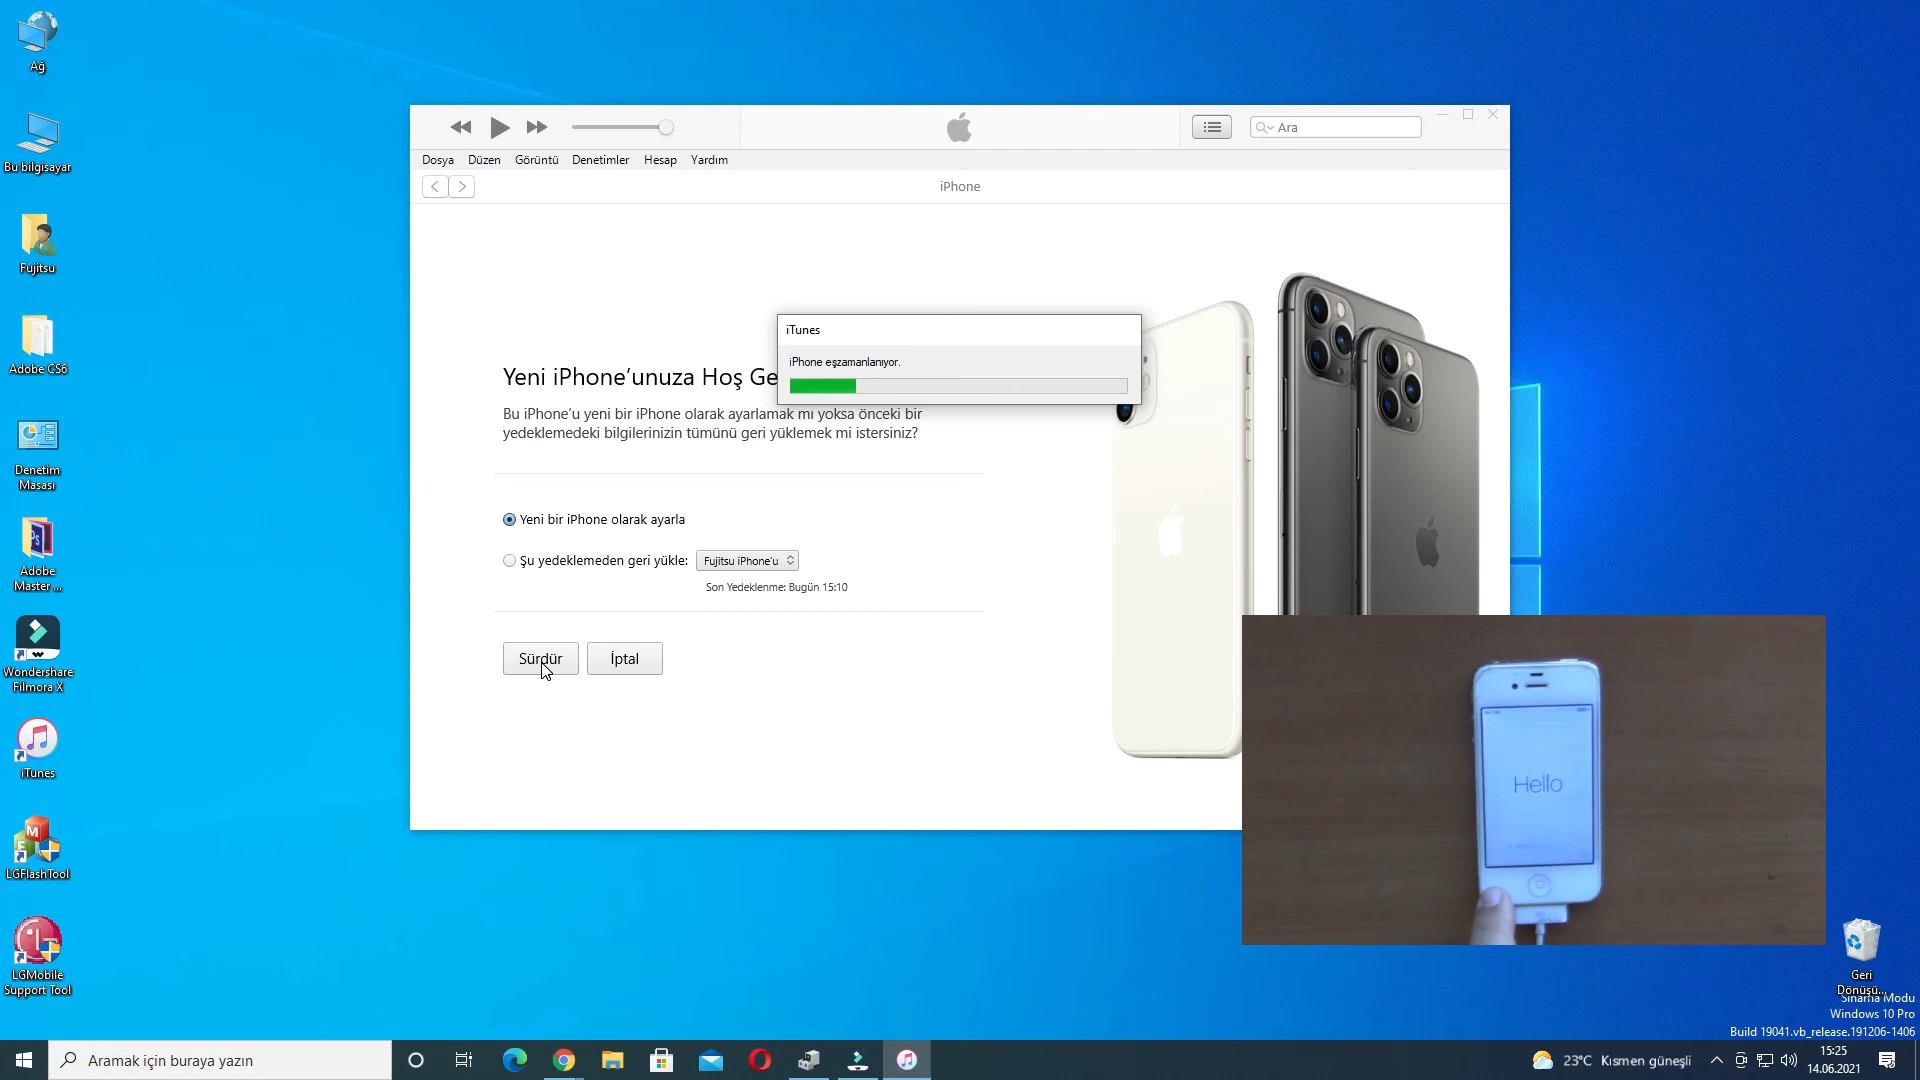 Ağ
Bu bilgisayar
Fujitsu
Adobe CS6
Denetim
Masası
Adobe
Master ...
Wondershare
Filmora X
iTunes
LGFlashTool
LGMobile
Support Tool
Ara
Dosya Düzen Görüntü Denetimler Hesap Yardım
iPhone
iTunes
iPhone eşzamanlanıyor.
Yeni iPhone'unuza Hoş Ge
Bu iPhone'u yeni bir iPhone olarak ayarlamak mı yoksa önceki bir
yedeklemedeki bilgilerinizin tümünü geri yüklemek mi istersiniz?
Yeni bir iPhone olarak ayarla
Şu yedeklemeden geri yükle: Fujitsu iPhone'u
Son Yedeklenme: Bugün 15:10
Sürdür İptal
Hello
Geri
Dönüşü...
Sınama Modu
Windows 10 Pro
Build 19041.vb_release.191206-1406
Aramak için buraya yazın
23°C Kısmen güneşli
15:25
14.06.2021